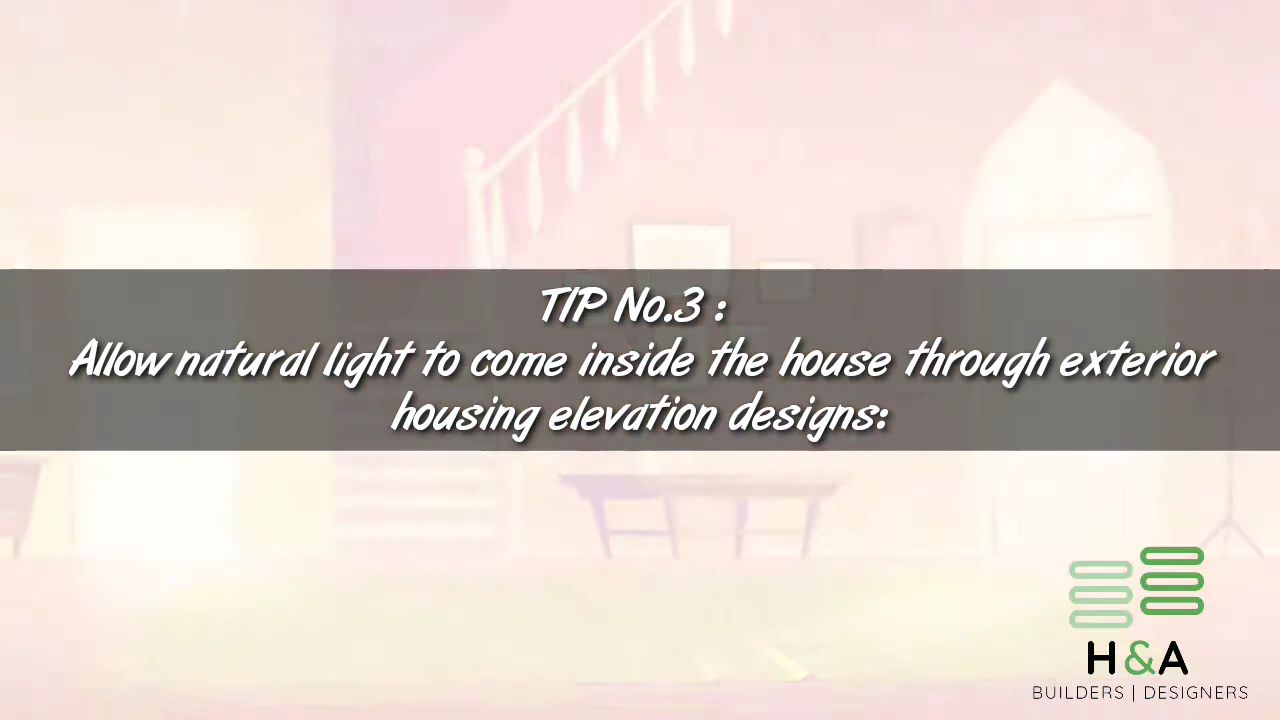 TIP No.3 :
Allow natural light to come inside the house through exterior
housing elevation designs:
H&A
BUILDERS | DESIGNERS